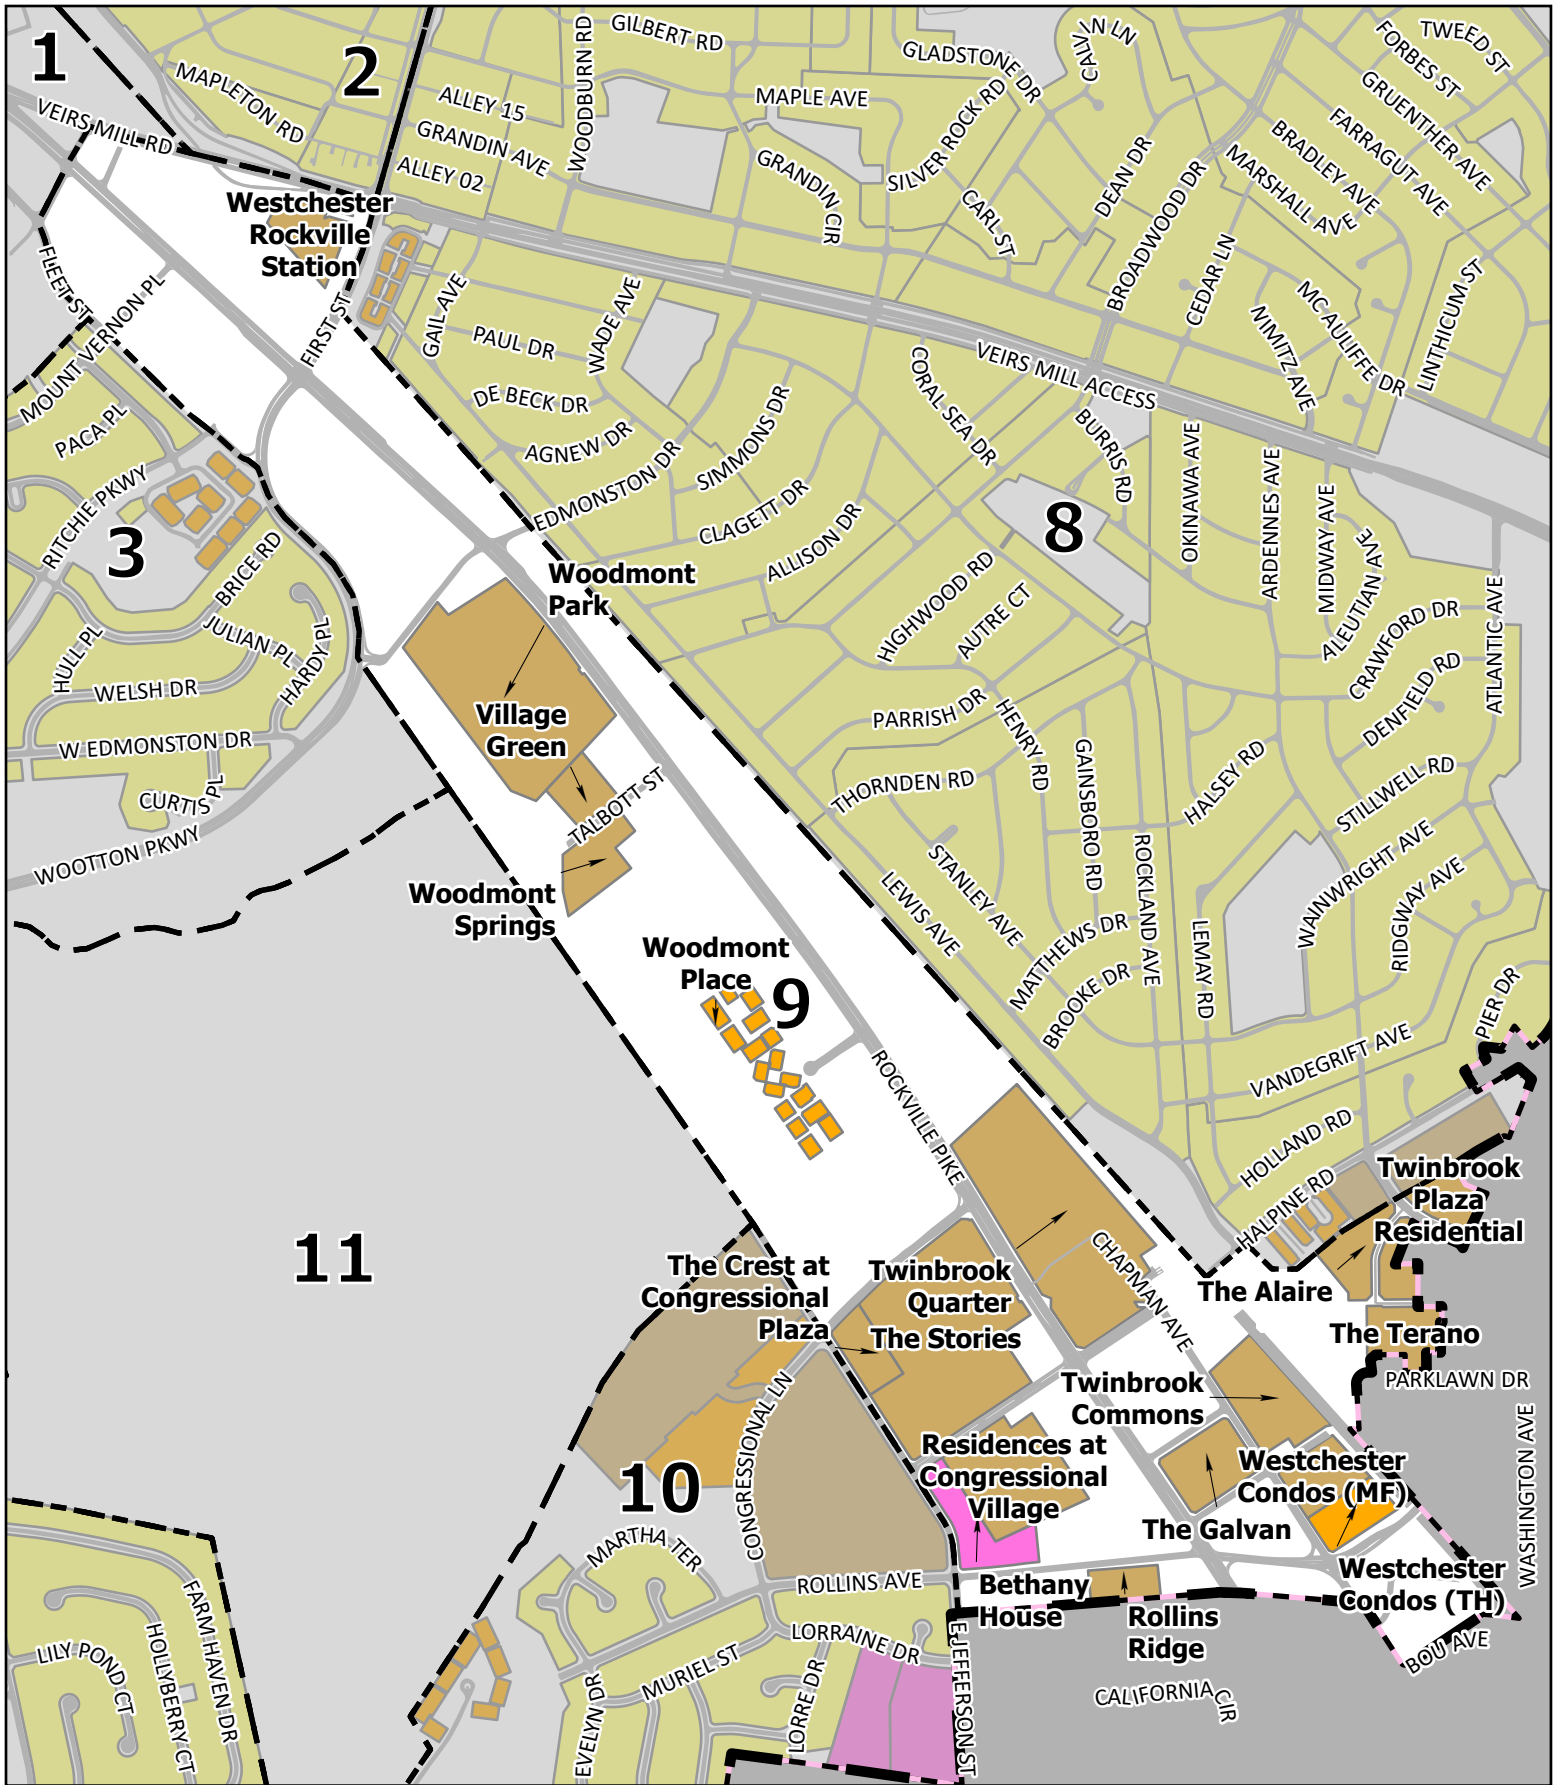 1
2
VEIRS MILL RD
MAPLETON RD
ALLEY 15
GRANDIN AVE
ALLEY 02
WOODBURN RD
GILBERT RD
MAPLE AVE
GRANDIN CIR
GLADSTONE DR
SILVER ROCK RD
CALVIN LN
CARL ST
DEAN DR
BROADWOOD DR
CEDAR LN
TWEED ST
FORBES ST
GRUENTHER AVE
FARRAGUT AVE
BRADLEY AVE
MARSHALL AVE
NIMITZ AVE
MC AULIFFE DR
LINTHICUM ST
Westchester
Rockville
Station
FLEET ST
MOUNT VERNON PL
FIRST ST
GAIL AVE
PAUL DR
WADE AVE
DE BECK DR
AGNEW DR
EDMONSTON DR
SIMMONS DR
CLAGETT DR
ALLISON DR
CORAL SEA DR
VEIRS MILL ACCESS
BURRIS RD
OKINAWA AVE
ARDENNES AVE
MIDWAY AVE
ALEUTIAN AVE
CRAWFORD DR
DENFIELD RD
ATLANTIC AVE
PACA PL
RITCHIE PKWY
3
BRICE RD
JULIAN PL
HARDY PL
HULL PL
WELSH DR
W EDMONSTON DR
CURTIS PL
WOOTTON PKWY
8
HIGHWOOD RD
AUTRE CT
Woodmont
Park
Village
Green
TALBOTT ST
Woodmont
Springs
PARRISH DR
HENRY RD
THORNDEN RD
GAINSBORO RD
HALSEY RD
STILLWELL RD
STANLEY AVE
LEWIS AVE
ROCKLAND AVE
MATTHEWS DR
BROOKE DR
LEMAY RD
WAINWRIGHT AVE
RIDGWAY AVE
PIER DR
VANDEGRIFT AVE
HOLLAND RD
HALPINE RD
Woodmont
Place
9
ROCKVILLE PIKE
CHAPMAN AVE
11
The Crest at
Congressional
Plaza
Twinbrook
Quarter
The Stories
Twinbrook
Plaza
Residential
The Alaire
The Terano
PARKLAWN DR
WASHINGTON AVE
Twinbrook
Commons
Residences at
Congressional
Village
Westchester
Condos (MF)
The Galvan
Westchester
Condos (TH)
BOU AVE
10
CONGRESSIONAL LN
MARTHA TER
ROLLINS AVE
Bethany
House
Rollins
Ridge
LORRAINE DR
MURIEL ST
LORRE DR
EVELYN DR
E JEFFERSON ST
CALIFORNIA CIR
FARM HAVEN DR
HOLLYBERRY CT
LILY POND CT